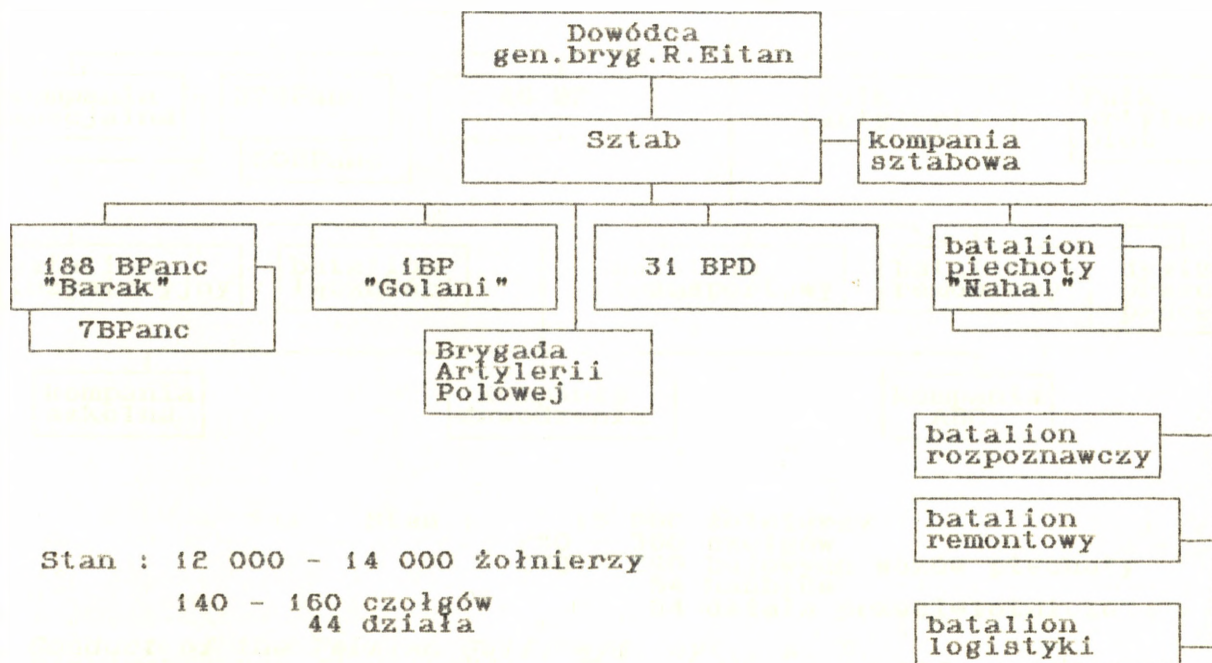 Dowódca
gen.bryg.R.Eitan
Sztab
kompania
sztabowa
188 BPanc
"Barak"
7BPanc
1BP
"Golani"
31 BPD
batalion
piechoty
"Nahal"
Brygada
Artylerii
Polowej
batalion
rozpoznawczy
batalion
remontowy
batalion
logistyki
Stan : 12 000 - 14 000 żołnierzy
140 - 160 czołgów
44 działa